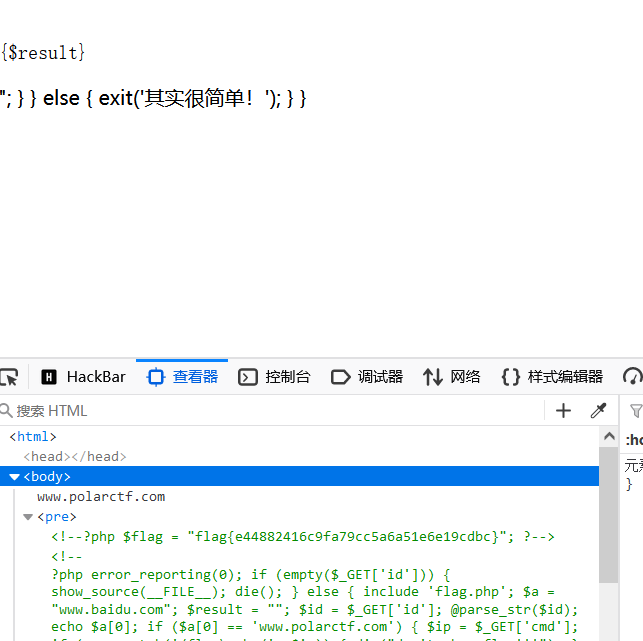 {$result}
"; } } else { exit('其实很简单！'); } }
HackBar 查看器 控制台 调试器 网络 样式编辑器
搜索 HTML
<html>
<head></head>
<body>
www.polarctf.com
<pre>
<!--?php $flag = "flag{e44882416c9fa79cc5a6a51e6e19cdbc}"; ?-->
<!--
?php error_reporting(0); if (empty($_GET['id'])) {
show_source(__FILE__); die(); } else { include 'flag.php'; $a =
"www.baidu.com"; $result = ""; $id = $_GET['id']; @parse_str($id);
echo $a[0]; if ($a[0] == 'www.polarctf.com') { $ip = $_GET['cmd'];
:ho
元素
}